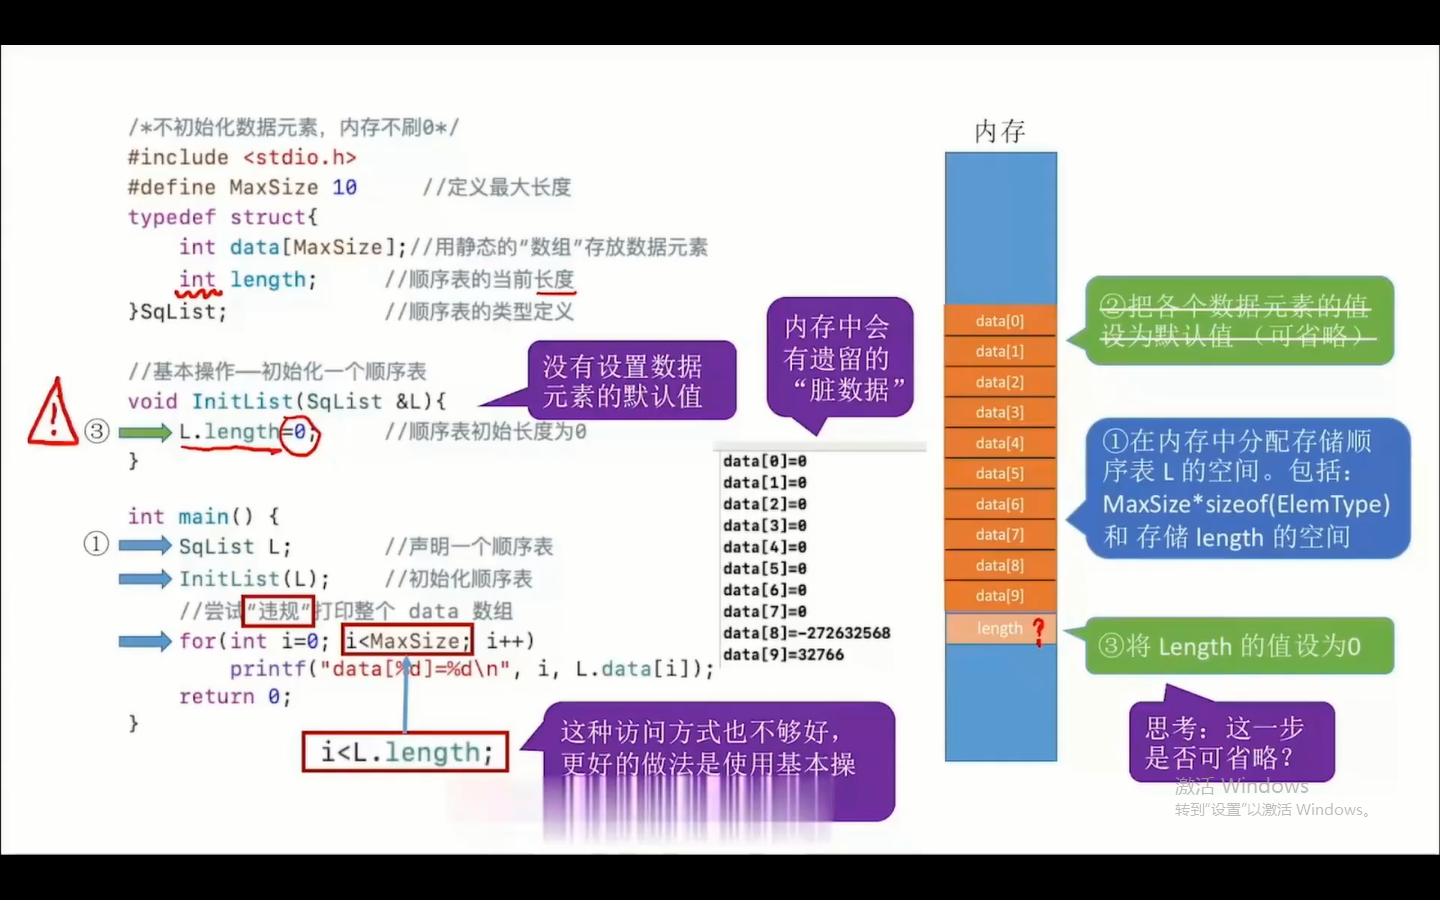 /*不初始化数据元素，内存不刷0*/
#include <stdio.h>
#define MaxSize 10 //定义最大长度
typedef struct{
int data[MaxSize];//用静态的“数组”存放数据元素
int length; //顺序表的当前长度
}SqList; //顺序表的类型定义
//基本操作——初始化一个顺序表
void InitList(SqList &L){
③ L.length=0; //顺序表初始长度为0
}
int main() {
① SqList L; //声明一个顺序表
InitList(L); //初始化顺序表
//尝试“违规”打印整个 data 数组
for(int i=0; i<MaxSize; i++)
printf("data[%d]=%d\n", i, L.data[i]);
return 0;
}
i<L.length;
没有设置数据
元素的默认值
内存中会
有遗留的
“脏数据”
data[0]=0
data[1]=0
data[2]=0
data[3]=0
data[4]=0
data[5]=0
data[6]=0
data[7]=0
data[8]=-272632568
data[9]=32766
这种访问方式也不够好，
更好的做法是使用基本操
内存
data[0]
data[1]
data[2]
data[3]
data[4]
data[5]
data[6]
data[7]
data[8]
data[9]
length ?
②把各个数据元素的值
设为默认值（可省略）
①在内存中分配存储顺
序表 L 的空间。包括：
MaxSize*sizeof(ElemType)
和 存储 length 的空间
③将 Length 的值设为0
思考：这一步
是否可省略？
激活 Windows
转到“设置”以激活 Windows。